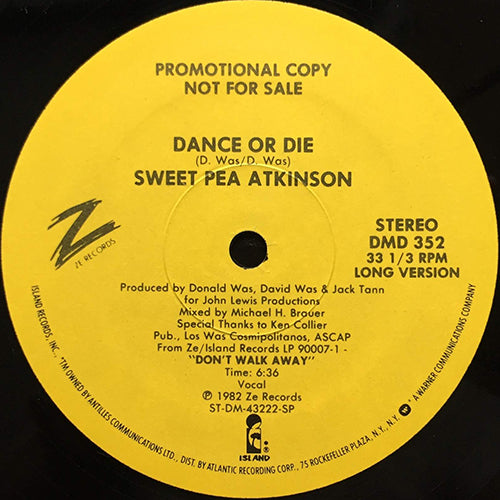 PROMOTIONAL COPY
NOT FOR SALE
DANCE OR DIE
(D. Was/D. Was)
SWEET PEA ATKINSON
Z
ZE RECORDS
STEREO
DMD 352
33 1/3 RPM
LONG VERSION
Produced by Donald Was, David Was & Jack Tann
for John Lewis Productions
Mixed by Michael H. Brauer
Special Thanks to Ken Collier
Pub., Los Was Cosmipolitanos, ASCAP
From Ze/Island Records LP 90007-1 -
"DON'T WALK AWAY"
Time: 6:36
Vocal
℗ 1982 Ze Records
ST-DM-43222-SP
ISLAND ®
ISLAND RECORDS, INC. "TM OWNED BY ANTILLES COMMUNICATIONS LTD., DIST. BY ATLANTIC RECORDING CORP., 75 ROCKEFELLER PLAZA, N.Y., N.Y. A WARNER COMMUNICATIONS COMPANY